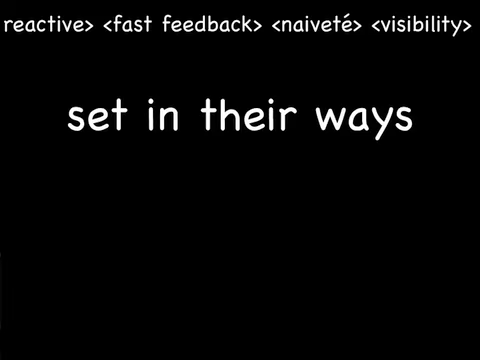 reactive> <fast feedback> <naiveté> <visibility>
set in their ways